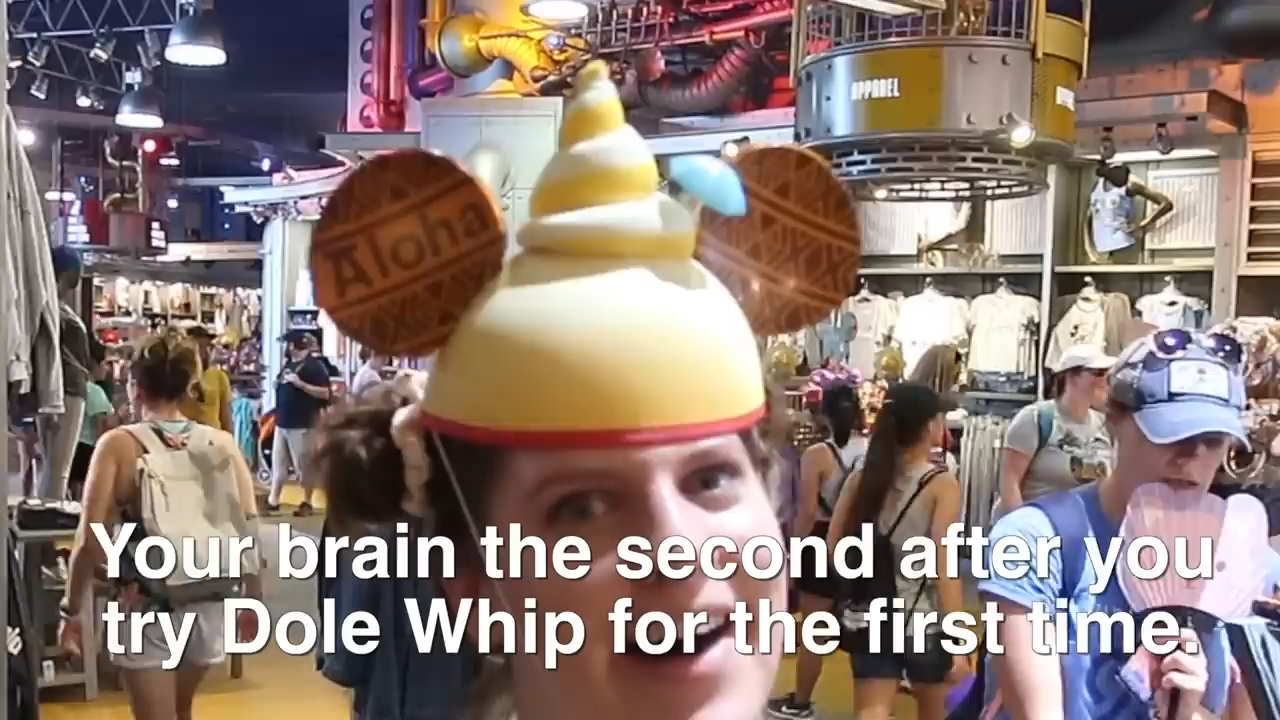 APPAREL
Aloha
Your brain the second after you
try Dole Whip for the first time.